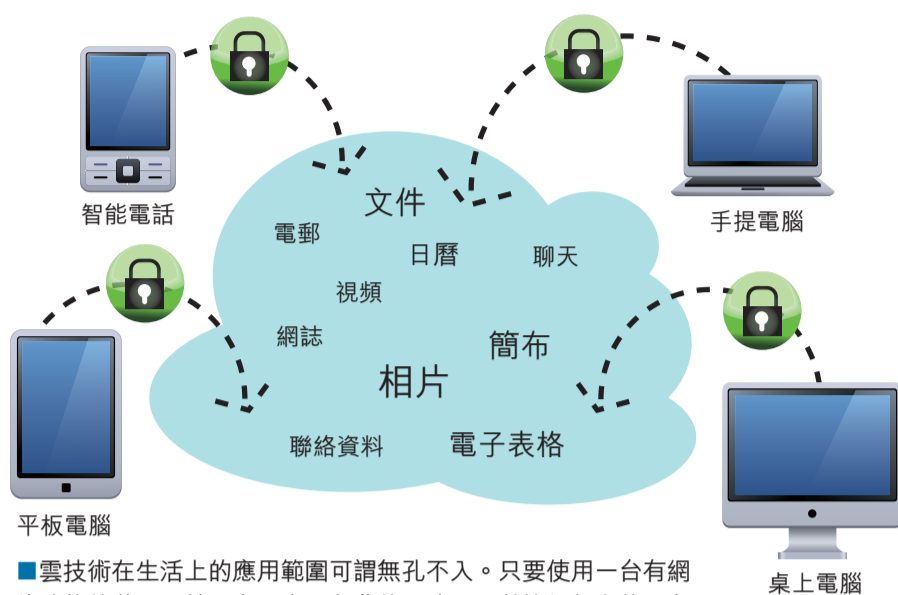 智能電話
手提電腦
文件
電郵
日曆
聊天
視頻
網誌
簡布
相片
聯絡資料
電子表格
平板電腦
桌上電腦
■雲技術在生活上的應用範圍可謂無孔不入。只要使用一台有網